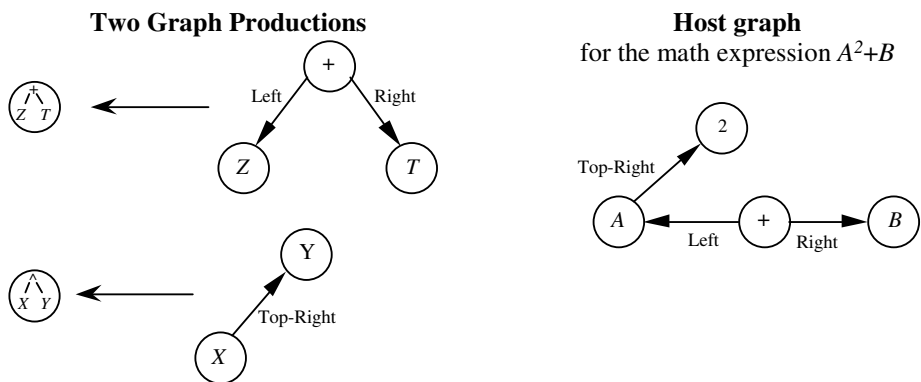 Two Graph Productions
+
Z T
+
Left
Right
Z
T
^
X Y
Y
Top-Right
X
Host graph
for the math expression A²+B
2
Top-Right
A
+
B
Left
Right